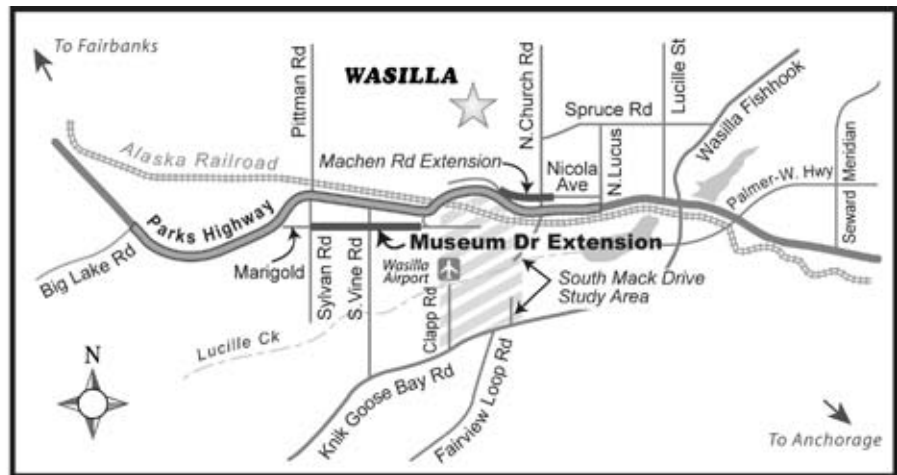 To Fairbanks
Pittman Rd
WASILLA
N.Church Rd
Lucille St
Spruce Rd
Wasilla Fishhook
Seward Meridian
Alaska Railroad
Machen Rd Extension
Nicola
Ave
N.Lucus
Palmer-W. Hwy
Parks Highway
Museum Dr Extension
Big Lake Rd
Marigold
Sylvan Rd
S.Vine Rd
Wasilla
Airport
South Mack Drive
Study Area
Clapp Rd
Lucille Ck
N
Knik Goose Bay Rd
Fairview Loop Rd
To Anchorage